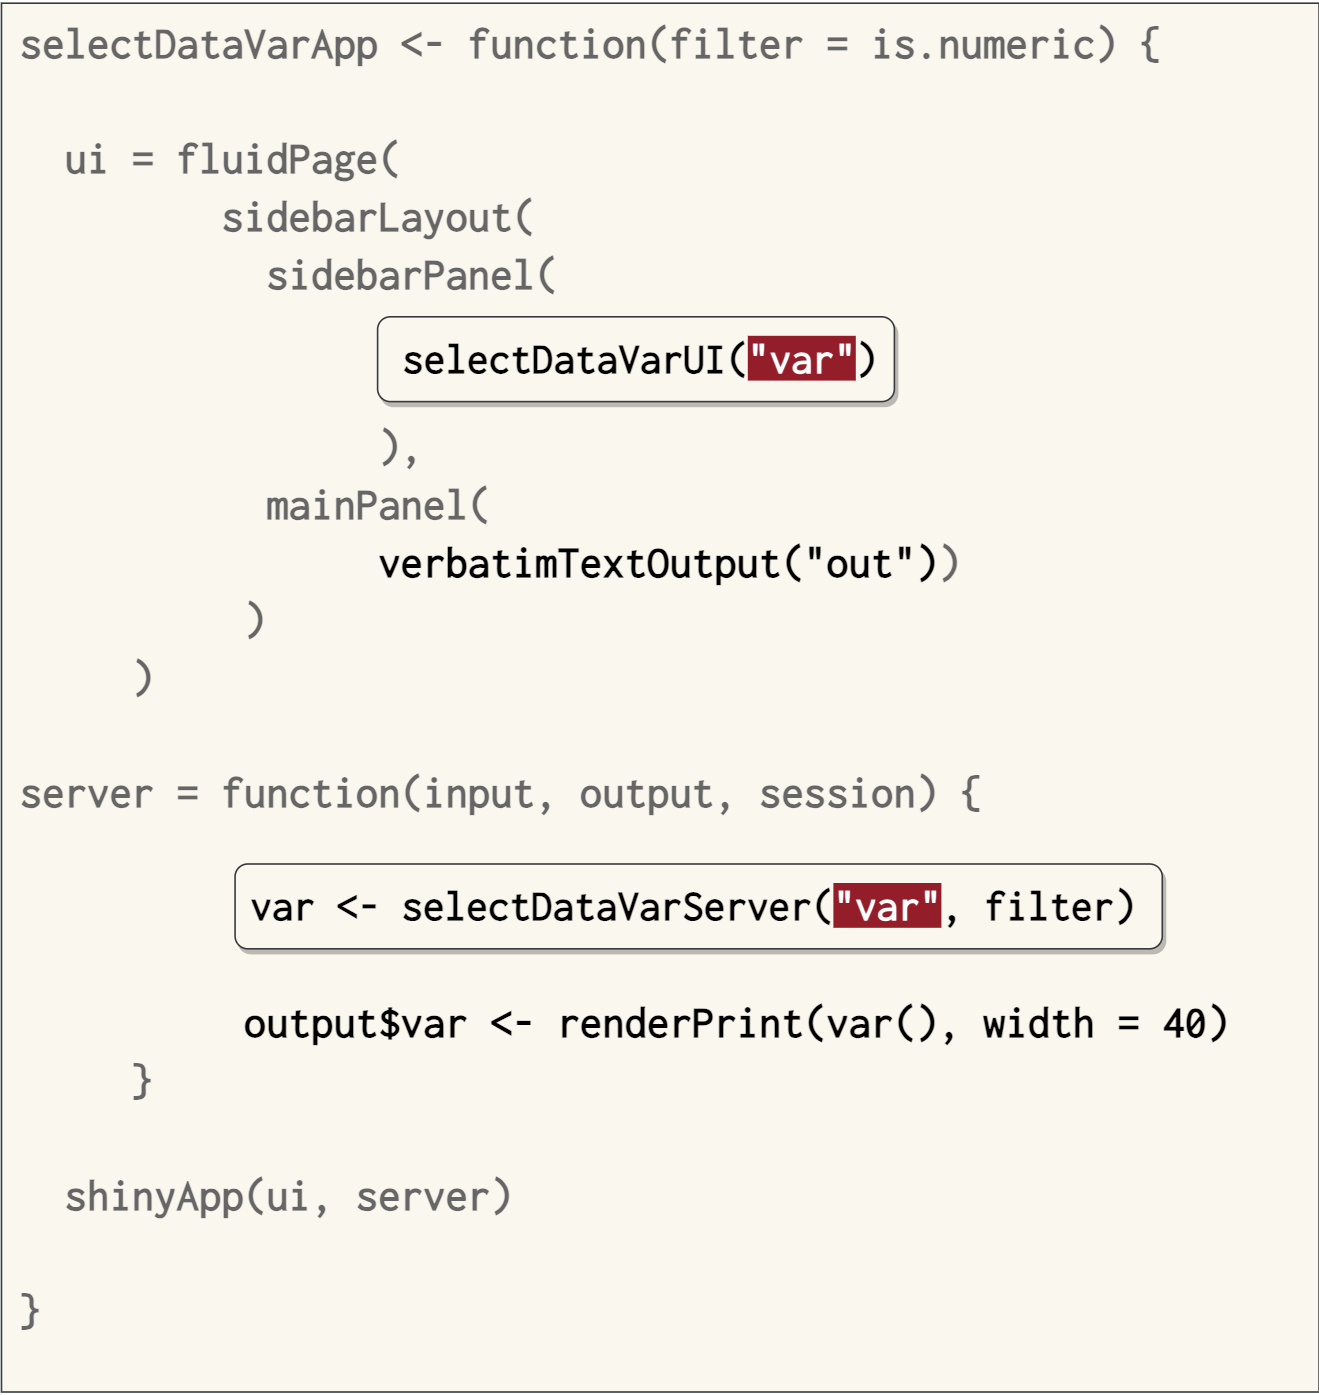 selectDataVarApp <- function(filter = is.numeric) {
ui = fluidPage(
sidebarLayout(
sidebarPanel(
selectDataVarUI("var")
),
mainPanel(
verbatimTextOutput("out"))
)
)
server = function(input, output, session) {
var <- selectDataVarServer("var", filter)
output$var <- renderPrint(var(), width = 40)
}
shinyApp(ui, server)
}